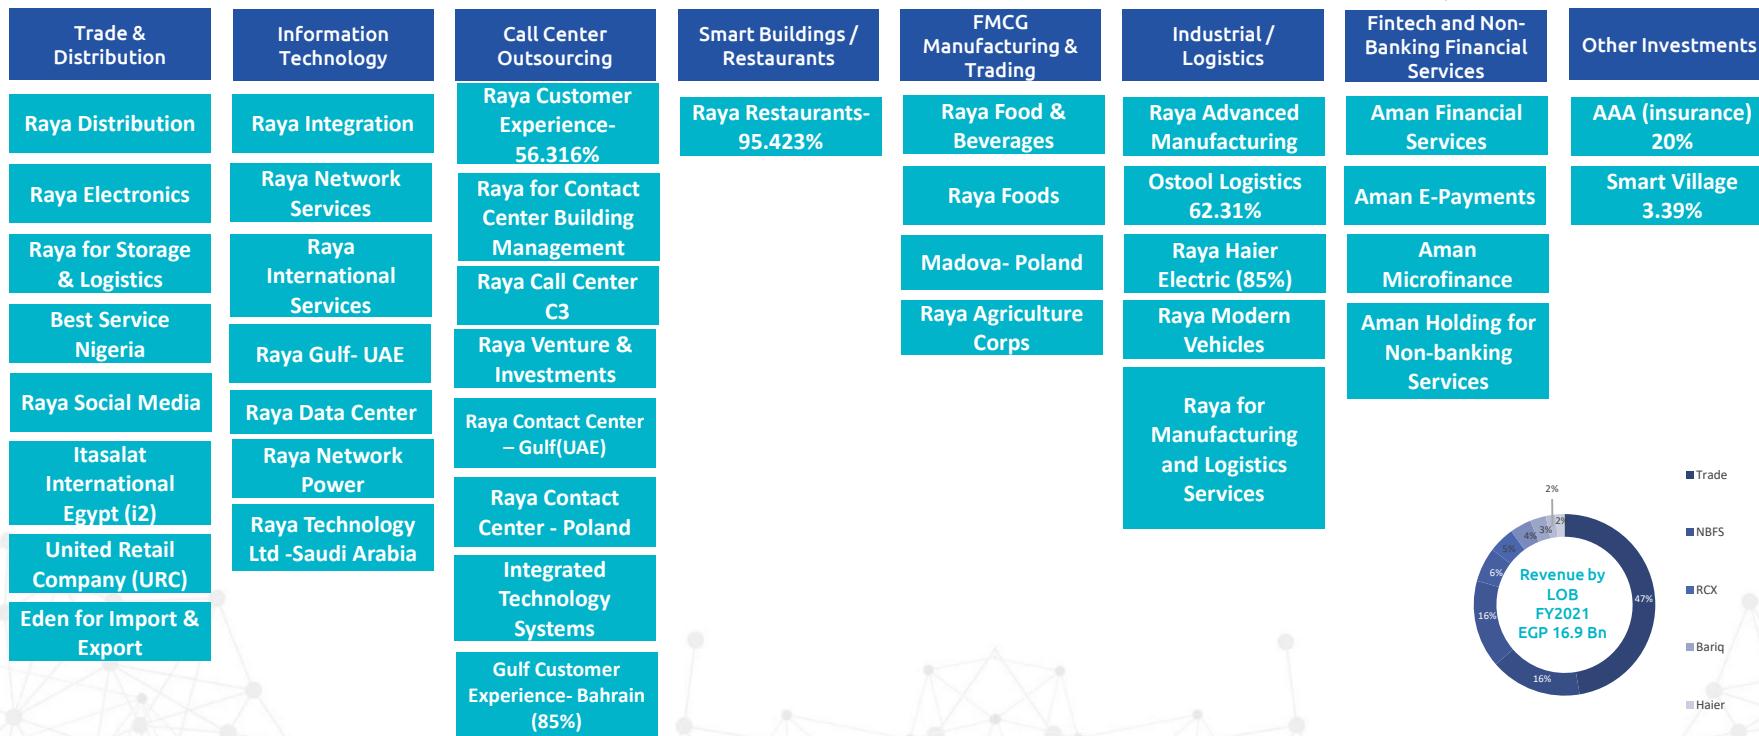 Trade &
Distribution
Raya Distribution
Raya Electronics
Raya for Storage
& Logistics
Best Service
Nigeria
Raya Social Media
Itasalat
International
Egypt (i2)
United Retail
Company (URC)
Eden for Import &
Export
Information
Technology
Raya Integration
Raya Network
Services
Raya
International
Services
Raya Gulf- UAE
Raya Data Center
Raya Network
Power
Raya Technology
Ltd -Saudi Arabia
Call Center
Outsourcing
Raya Customer
Experience-
56.316%
Raya for Contact
Center Building
Management
Raya Call Center
C3
Raya Venture &
Investments
Raya Contact Center
– Gulf(UAE)
Raya Contact
Center - Poland
Integrated
Technology
Systems
Gulf Customer
Experience- Bahrain
(85%)
Smart Buildings /
Restaurants
Raya Restaurants-
95.423%
FMCG
Manufacturing &
Trading
Raya Food &
Beverages
Raya Foods
Madova- Poland
Raya Agriculture
Corps
Industrial /
Logistics
Raya Advanced
Manufacturing
Ostool Logistics
62.31%
Raya Haier
Electric (85%)
Raya Modern
Vehicles
Raya for
Manufacturing
and Logistics
Services
Fintech and Non-
Banking Financial
Services
Aman Financial
Services
Aman E-Payments
Aman
Microfinance
Aman Holding for
Non-banking
Services
Other Investments
AAA (insurance)
20%
Smart Village
3.39%
Revenue by
LOB
FY2021
EGP 16.9 Bn
47%
16%
16%
6%
5%
4%
3%
2%
2%
Trade
NBFS
RCX
Bariq
Haier